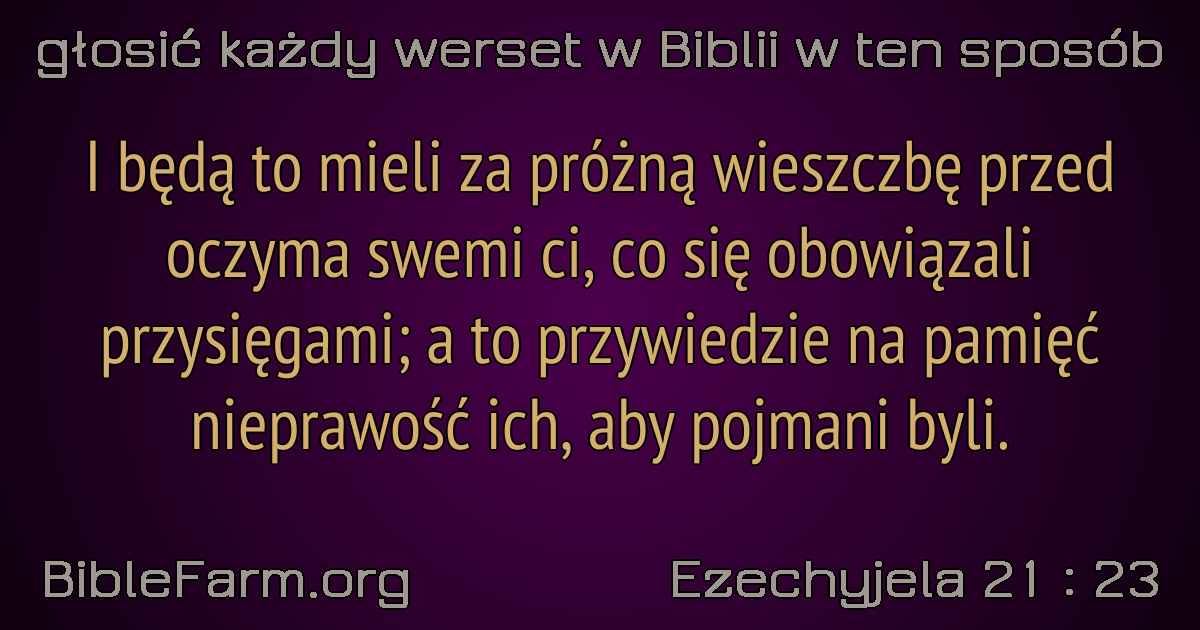 głosić każdy werset w Biblii w ten sposób
I będą to mieli za próżną wieszczbę przed
oczyma swemi ci, co się obowiązali
przysięgami; a to przywiedzie na pamięć
nieprawość ich, aby pojmani byli.
BibleFarm.org
Ezechyjela 21 : 23